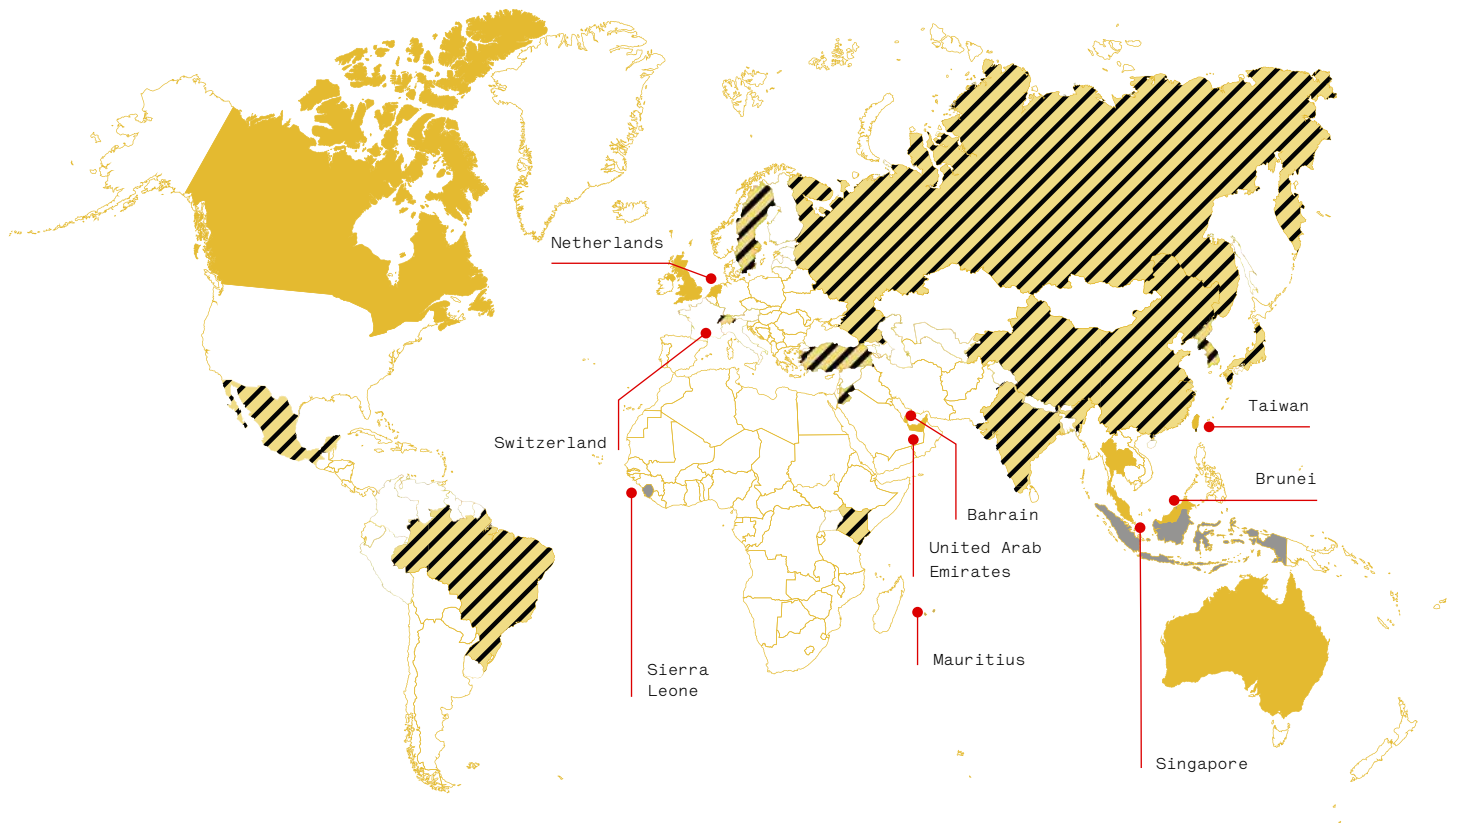 Netherlands
Taiwan
Switzerland
Brunei
Bahrain
United Arab
Emirates
Mauritius
Sierra
Leone
Singapore